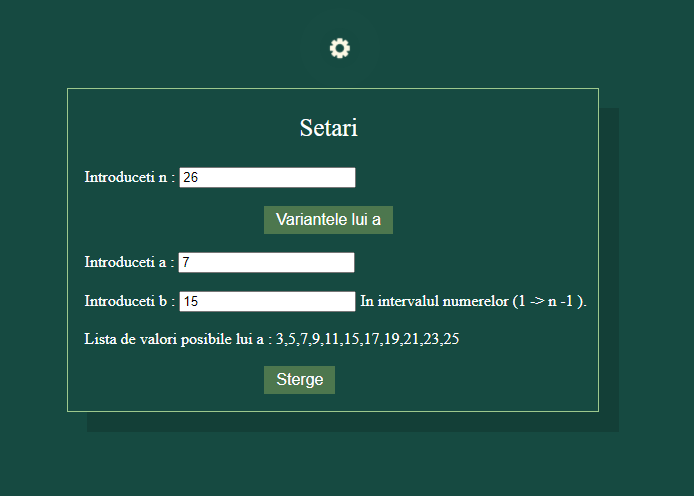 Setari
Introduceti n : 26
Variantele lui a
Introduceti a : 7
Introduceti b : 15 In intervalul numerelor (1 -> n -1 ).
Lista de valori posibile lui a : 3,5,7,9,11,15,17,19,21,23,25
Sterge